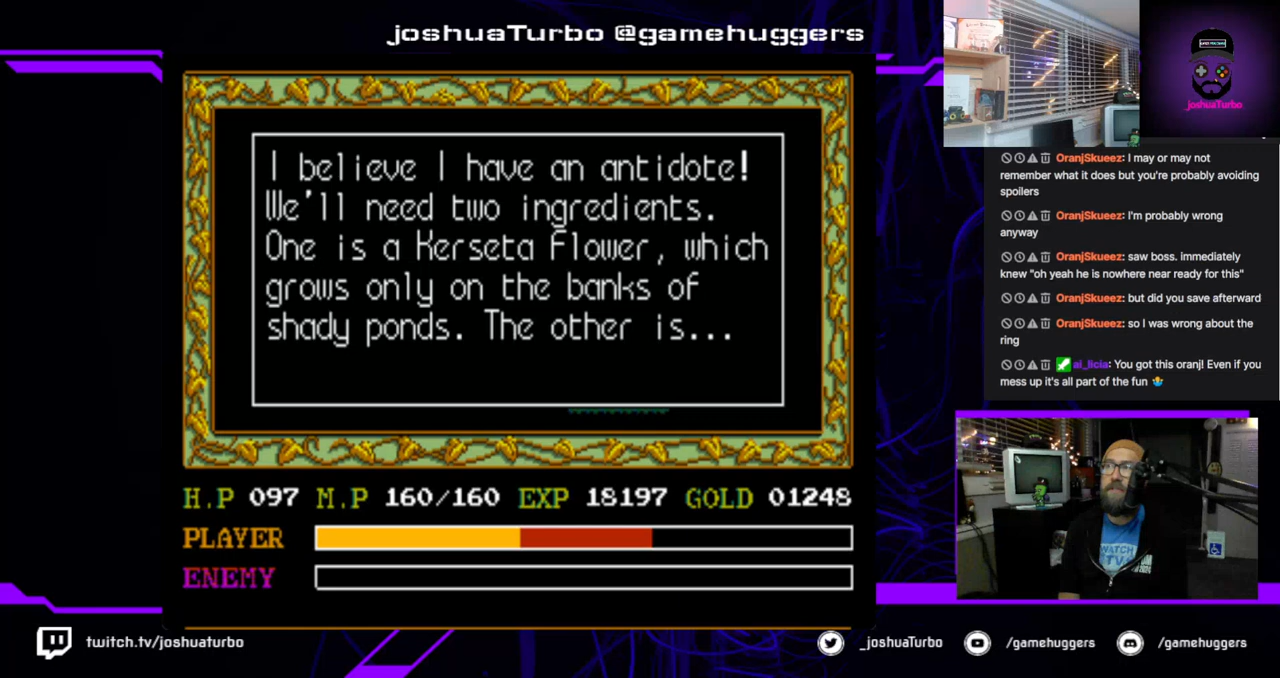 joshuaTurbo @gamehuggers
I believe I have an antidote!
We'll need two ingredients.
One is a Kerseta Flower, which
grows only on the banks of
shady ponds. The other is...
H.P 097 M.P 160/160 EXP 18197 GOLD 01248
PLAYER
ENEMY
_joshuaTurbo
OranjSkueez: I may or may not
remember what it does but you're probably avoiding
spoilers
OranjSkueez: I'm probably wrong
anyway
OranjSkueez: saw boss. immediately
knew "oh yeah he is nowhere near ready for this"
OranjSkueez: but did you save afterward
OranjSkueez: so I was wrong about the
ring
ai_licia: You got this oranj! Even if you
mess up it's all part of the fun
WATCH
twitch.tv/joshuaturbo
_joshuaTurbo
/gamehuggers
/gamehuggers